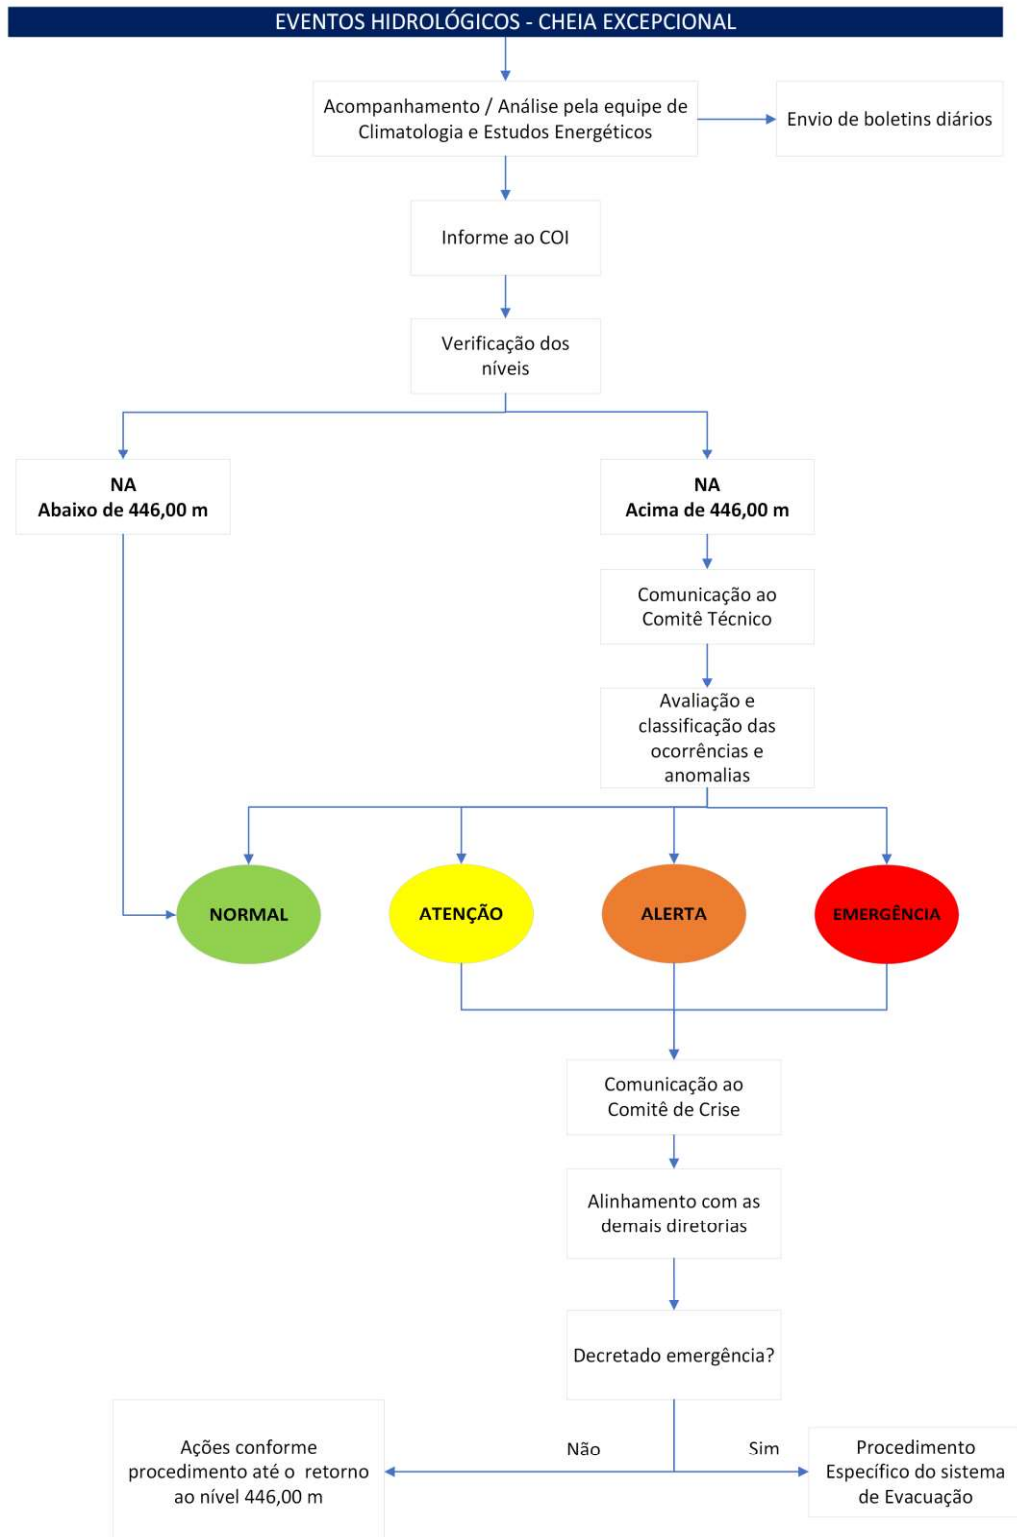 EVENTOS HIDROLÓGICOS - CHEIA EXCEPCIONAL
Acompanhamento / Análise pela equipe de
Climatologia e Estudos Energéticos
Envio de boletins diários
Informe ao COI
Verificação dos
níveis
NA
Abaixo de 446,00 m
NA
Acima de 446,00 m
Comunicação ao
Comitê Técnico
Avaliação e
classificação das
ocorrências e
anomalias
NORMAL
ATENÇÃO
ALERTA
EMERGÊNCIA
Comunicação ao
Comitê de Crise
Alinhamento com as
demais diretorias
Decretado emergência?
Não
Sim
Ações conforme
procedimento até o retorno
ao nível 446,00 m
Procedimento
Específico do sistema
de Evacuação